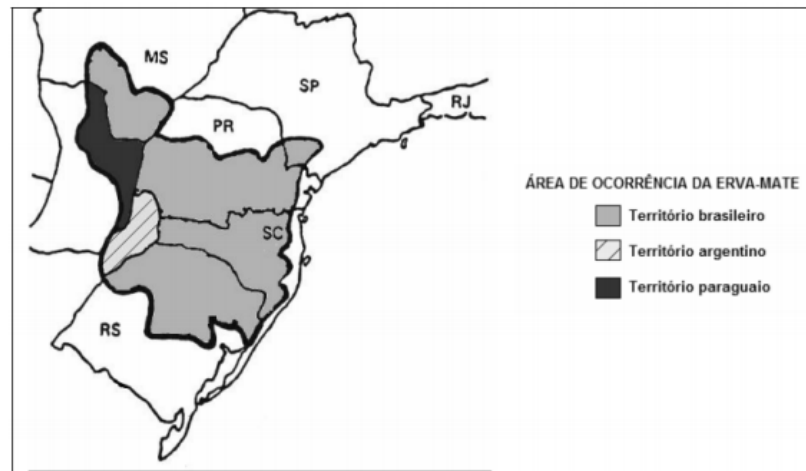 MS
SP
RJ
PR
SC
RS
ÁREA DE OCORRÊNCIA DA ERVA-MATE
Território brasileiro
Território argentino
Território paraguaio